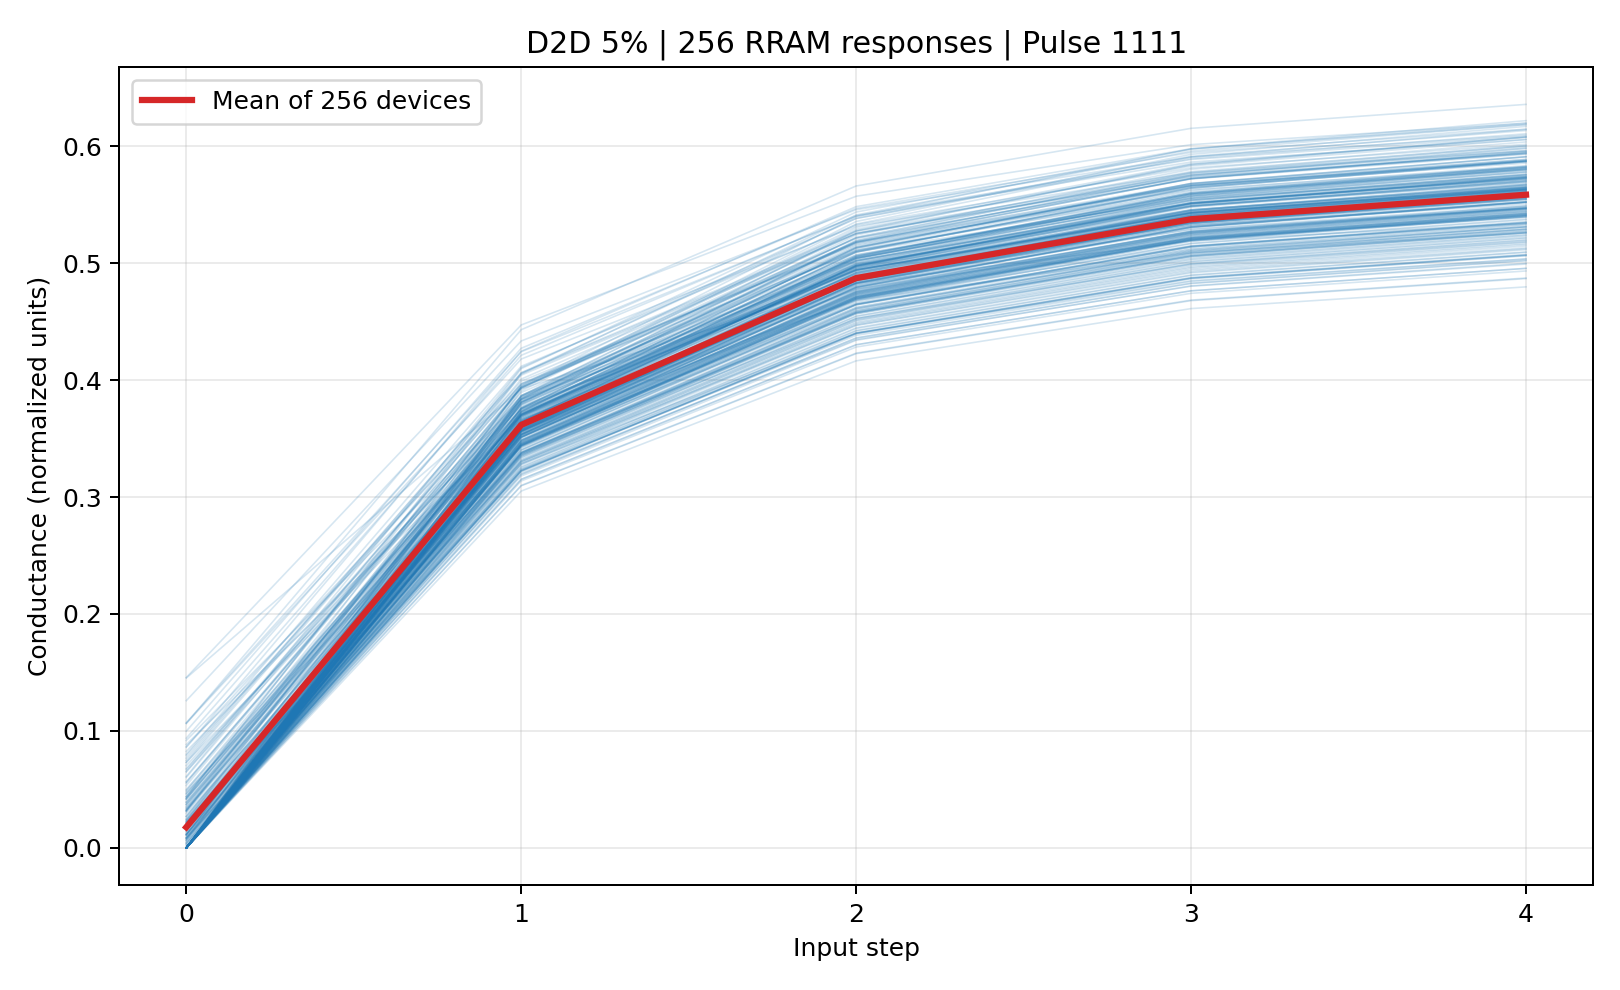 D2D 5% | 256 RRAM responses | Pulse 1111
Mean of 256 devices
Conductance (normalized units)
0.6
0.5
0.4
0.3
0.2
0.1
0.0
0 1 2 3 4
Input step